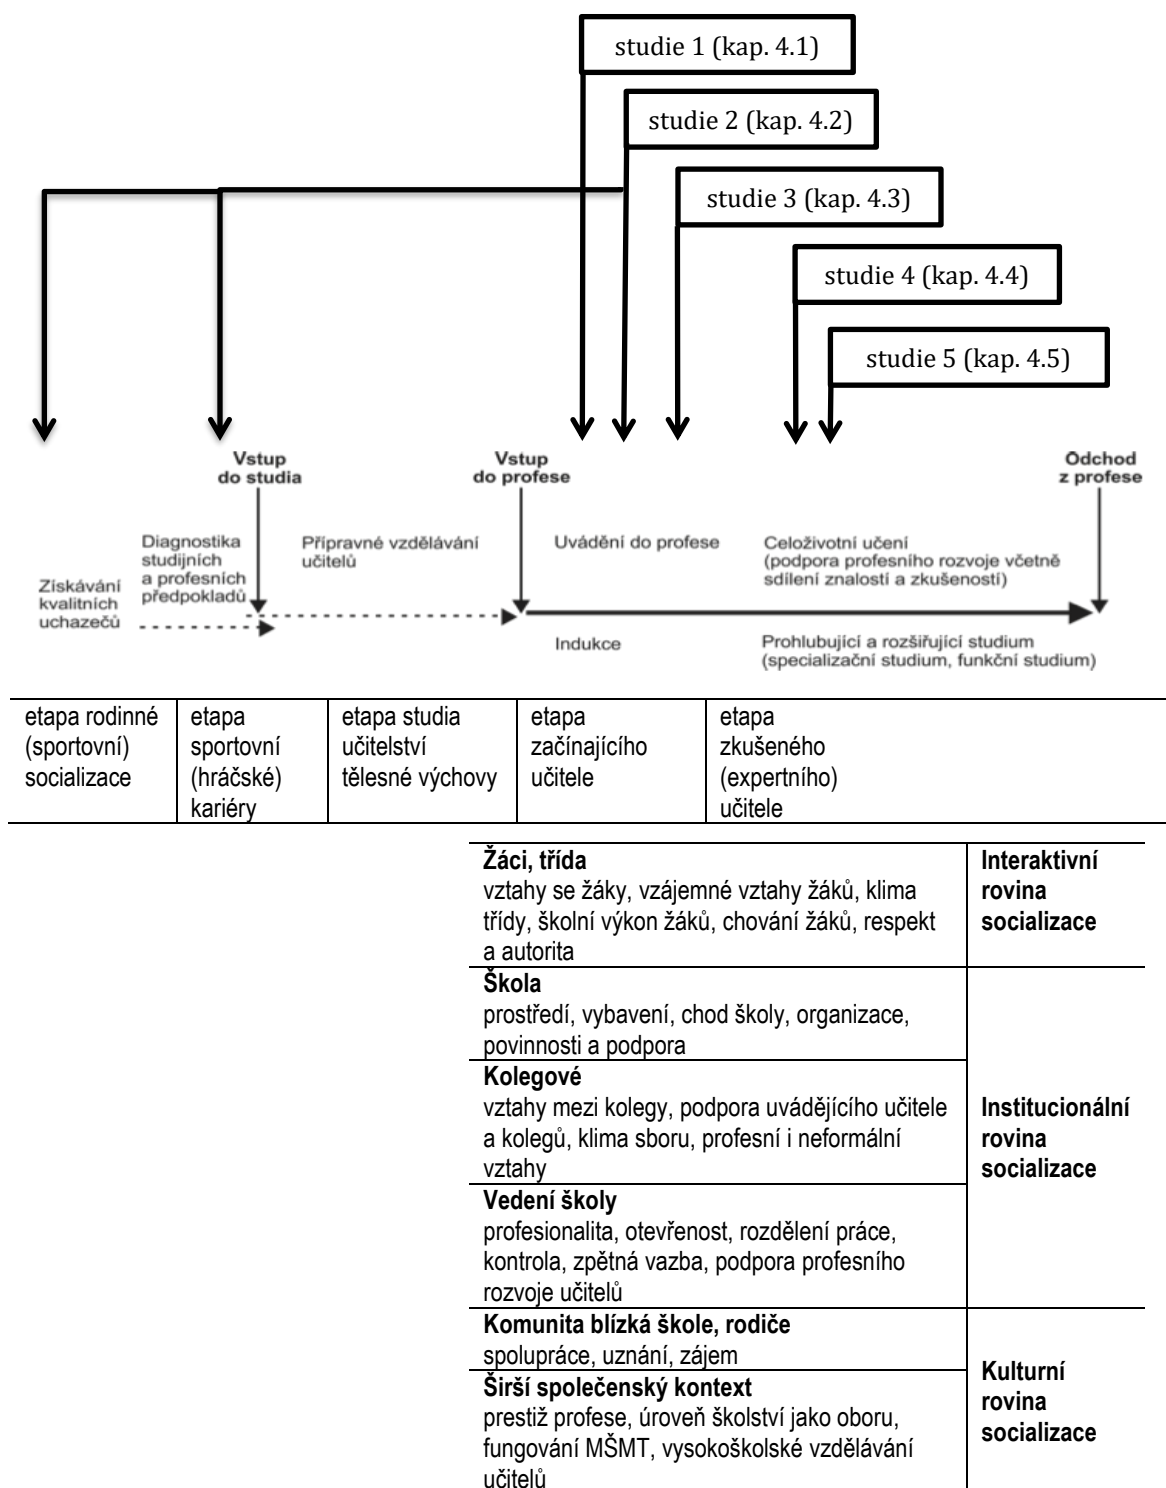 studie 1 (kap. 4.1)
studie 2 (kap. 4.2)
studie 3 (kap. 4.3)
studie 4 (kap. 4.4)
studie 5 (kap. 4.5)
Vstup
do studia
Vstup
do profese
Odchod
z profese
Získávání
kvalitních
uchazečů
Diagnostika
studijních
a profesních
předpokladů
Přípravné vzdělávání
učitelů
Uvádění do profese
Celoživotní učení
(podpora profesního rozvoje včetně
sdílení znalostí a zkušeností)
Indukce
Prohlubující a rozšiřující studium
(specializační studium, funkční studium)
etapa rodinné
(sportovní)
socializace
etapa
sportovní
(hráčské)
kariéry
etapa studia
učitelství
tělesné výchovy
etapa
začínajícího
učitele
etapa
zkušeného
(expertního)
učitele
Žáci, třída
vztahy se žáky, vzájemné vztahy žáků, klima
třídy, školní výkon žáků, chování žáků, respekt
a autorita
Interaktivní
rovina
socializace
Škola
prostředí, vybavení, chod školy, organizace,
povinnosti a podpora
Kolegové
vztahy mezi kolegy, podpora uvádějícího učitele
a kolegů, klima sboru, profesní i neformální
vztahy
Vedení školy
profesionalita, otevřenost, rozdělení práce,
kontrola, zpětná vazba, podpora profesního
rozvoje učitelů
Institucionální
rovina
socializace
Komunita blízká škole, rodiče
spolupráce, uznání, zájem
Širší společenský kontext
prestiž profese, úroveň školství jako oboru,
fungování MŠMT, vysokoškolské vzdělávání
učitelů
Kulturní
rovina
socializace